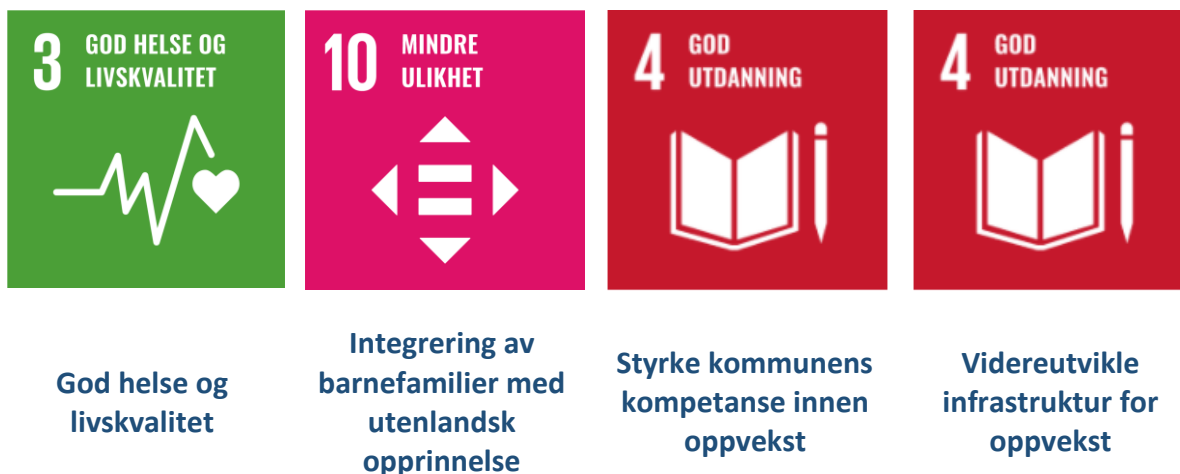 3 GOD HELSE OG
LIVSKVALITET
10 MINDRE
ULIKHET
4 GOD
UTDANNING
4 GOD
UTDANNING
God helse og
livskvalitet
Integrering av
barnefamilier med
utenlandsk
opprinnelse
Styrke kommunens
kompetanse innen
oppvekst
Videreutvikle
infrastruktur for
oppvekst